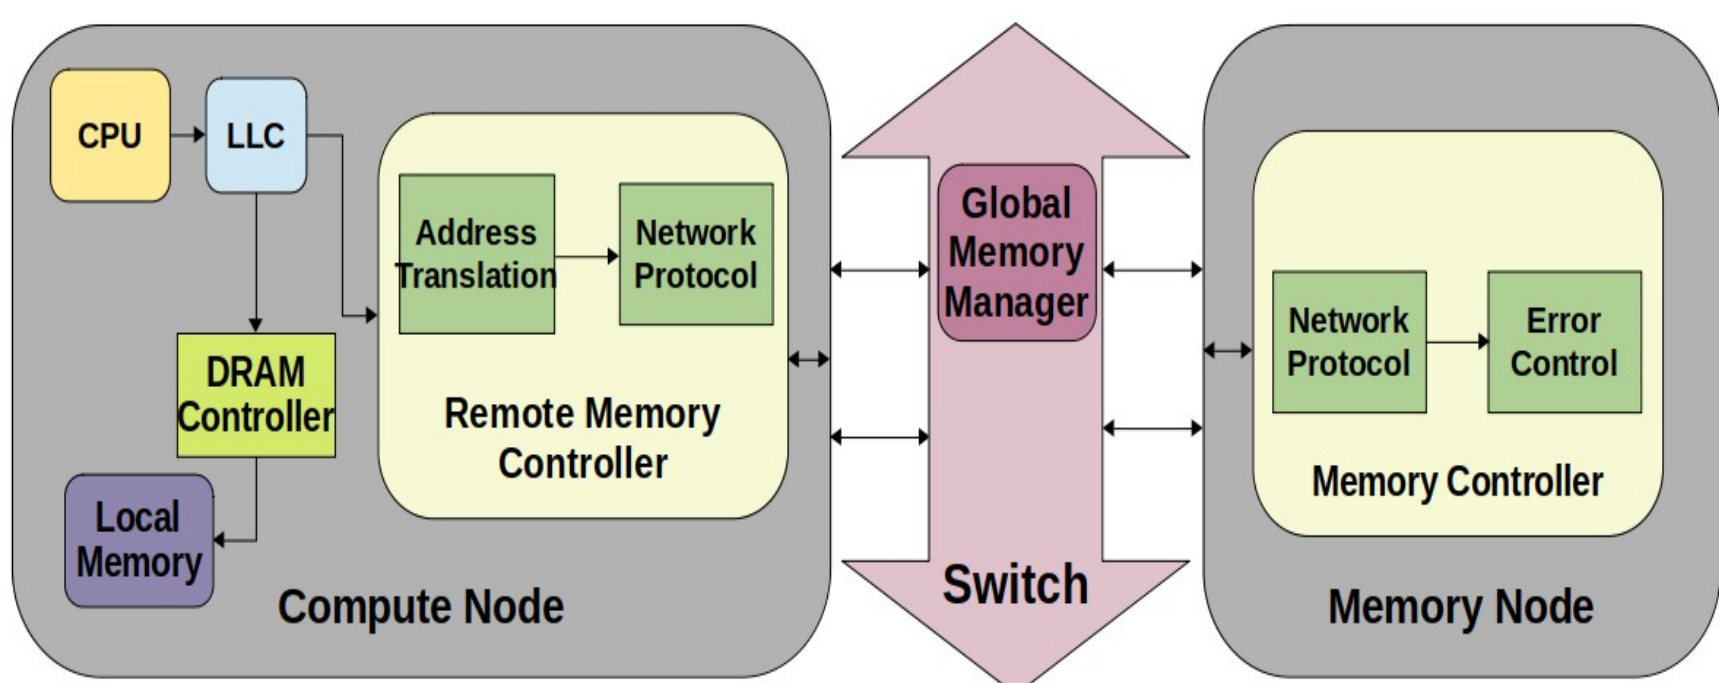 CPU
LLC
DRAM
Controller
Local
Memory
Address
Translation
Network
Protocol
Remote Memory
Controller
Compute Node
Global
Memory
Manager
Switch
Network
Protocol
Error
Control
Memory Controller
Memory Node